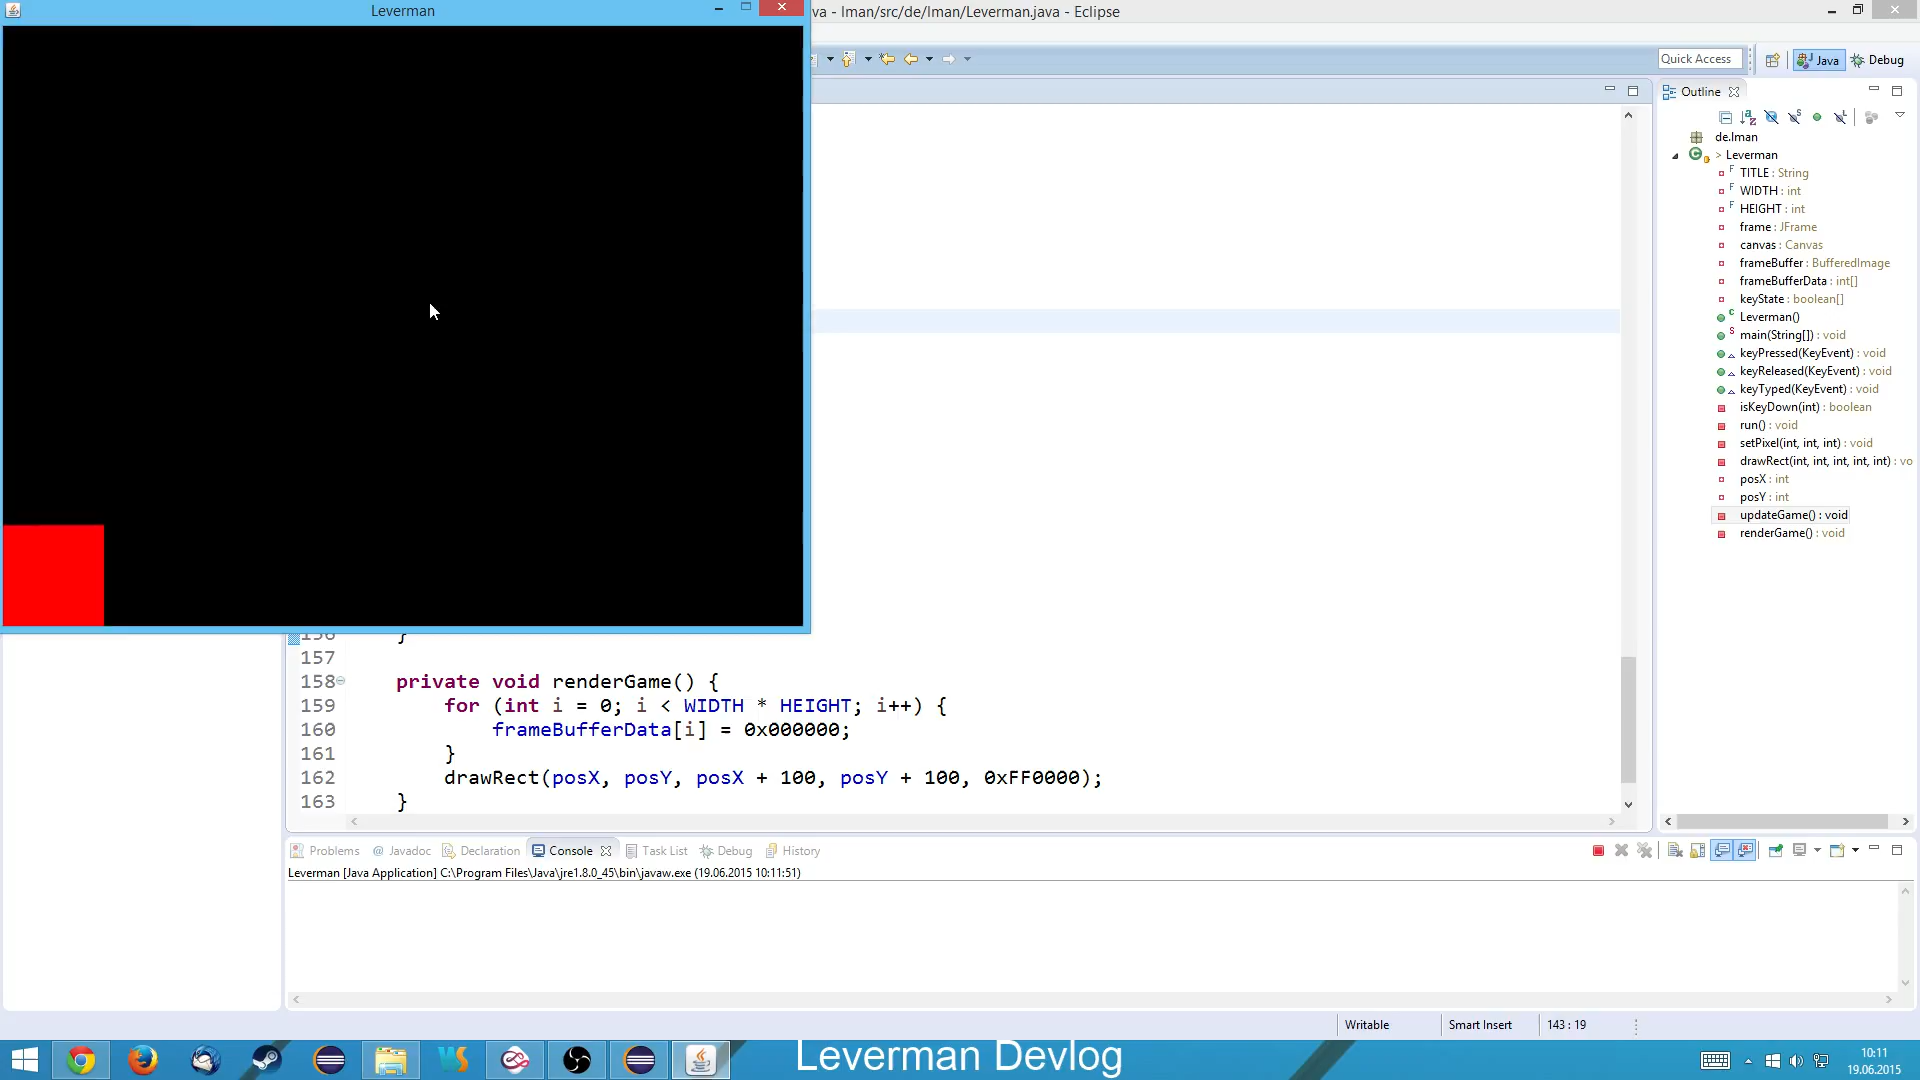 Leverman
va - lman/src/de/lman/Leverman.java - Eclipse
Quick Access
Java
Debug
Outline
de.lman
> Leverman
TITLE : String
WIDTH : int
HEIGHT : int
frame : JFrame
canvas : Canvas
frameBuffer : BufferedImage
frameBufferData : int[]
keyState : boolean[]
Leverman()
main(String[]) : void
keyPressed(KeyEvent) : void
keyReleased(KeyEvent) : void
keyTyped(KeyEvent) : void
isKeyDown(int) : boolean
run() : void
setPixel(int, int, int) : void
drawRect(int, int, int, int, int) : vo
posX : int
posY : int
updateGame() : void
renderGame() : void
156 }
157
158 private void renderGame() {
159 for (int i = 0; i < WIDTH * HEIGHT; i++) {
160 frameBufferData[i] = 0x000000;
161 }
162 drawRect(posX, posY, posX + 100, posY + 100, 0xFF0000);
163 }
Problems
@ Javadoc
Declaration
Console
Task List
Debug
History
Leverman [Java Application] C:\Program Files\Java\jre1.8.0_45\bin\javaw.exe (19.06.2015 10:11:51)
Writable
Smart Insert
143 : 19
Leverman Devlog
10:11
19.06.2015